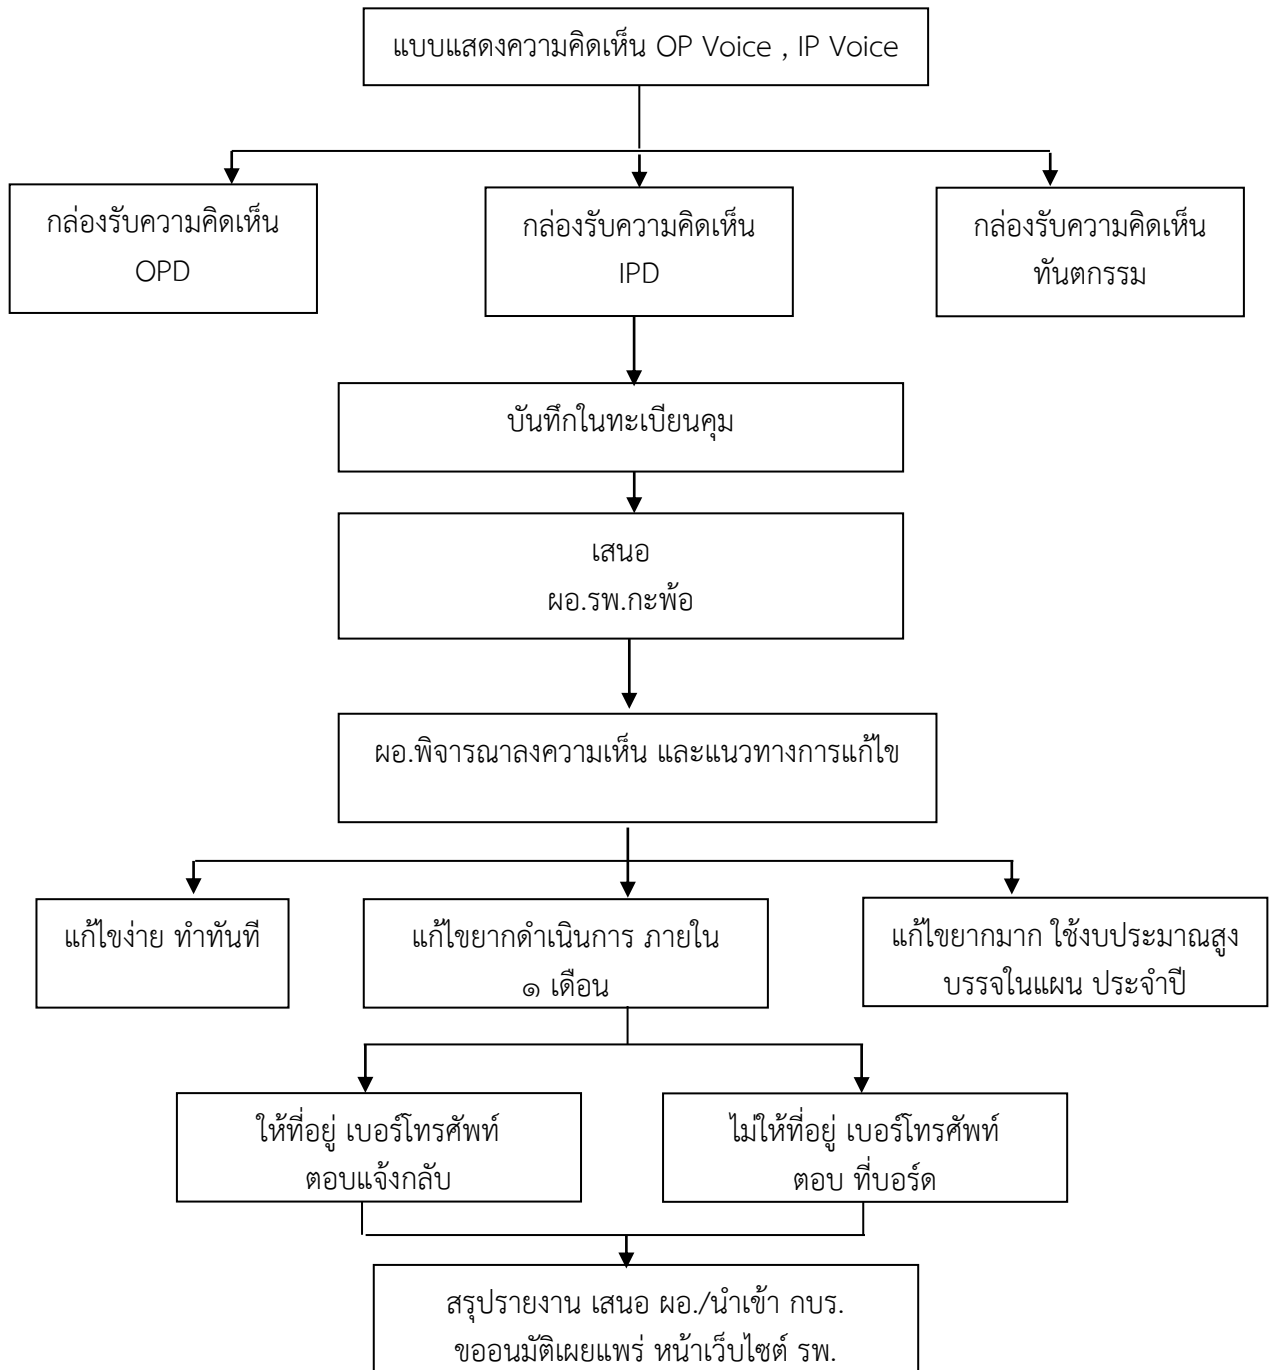 แบบแสดงความคิดเห็น OP Voice , IP Voice
กล่องรับความคิดเห็น
OPD
กล่องรับความคิดเห็น
IPD
กล่องรับความคิดเห็น
ทันตกรรม
บันทึกในทะเบียนคุม
เสนอ
ผอ.รพ.กะพ้อ
ผอ.พิจารณาลงความเห็น และแนวทางการแก้ไข
แก้ไขง่าย ทำทันที
แก้ไขยากดำเนินการ ภายใน
๑ เดือน
แก้ไขยากมาก ใช้งบประมาณสูง
บรรจุในแผน ประจำปี
ให้ที่อยู่ เบอร์โทรศัพท์
ตอบแจ้งกลับ
ไม่ให้ที่อยู่ เบอร์โทรศัพท์
ตอบ ที่บอร์ด
สรุปรายงาน เสนอ ผอ./นำเข้า กบร.
ขออนมัติเผยแพร่ หน้าเว็บไซต์ รพ.